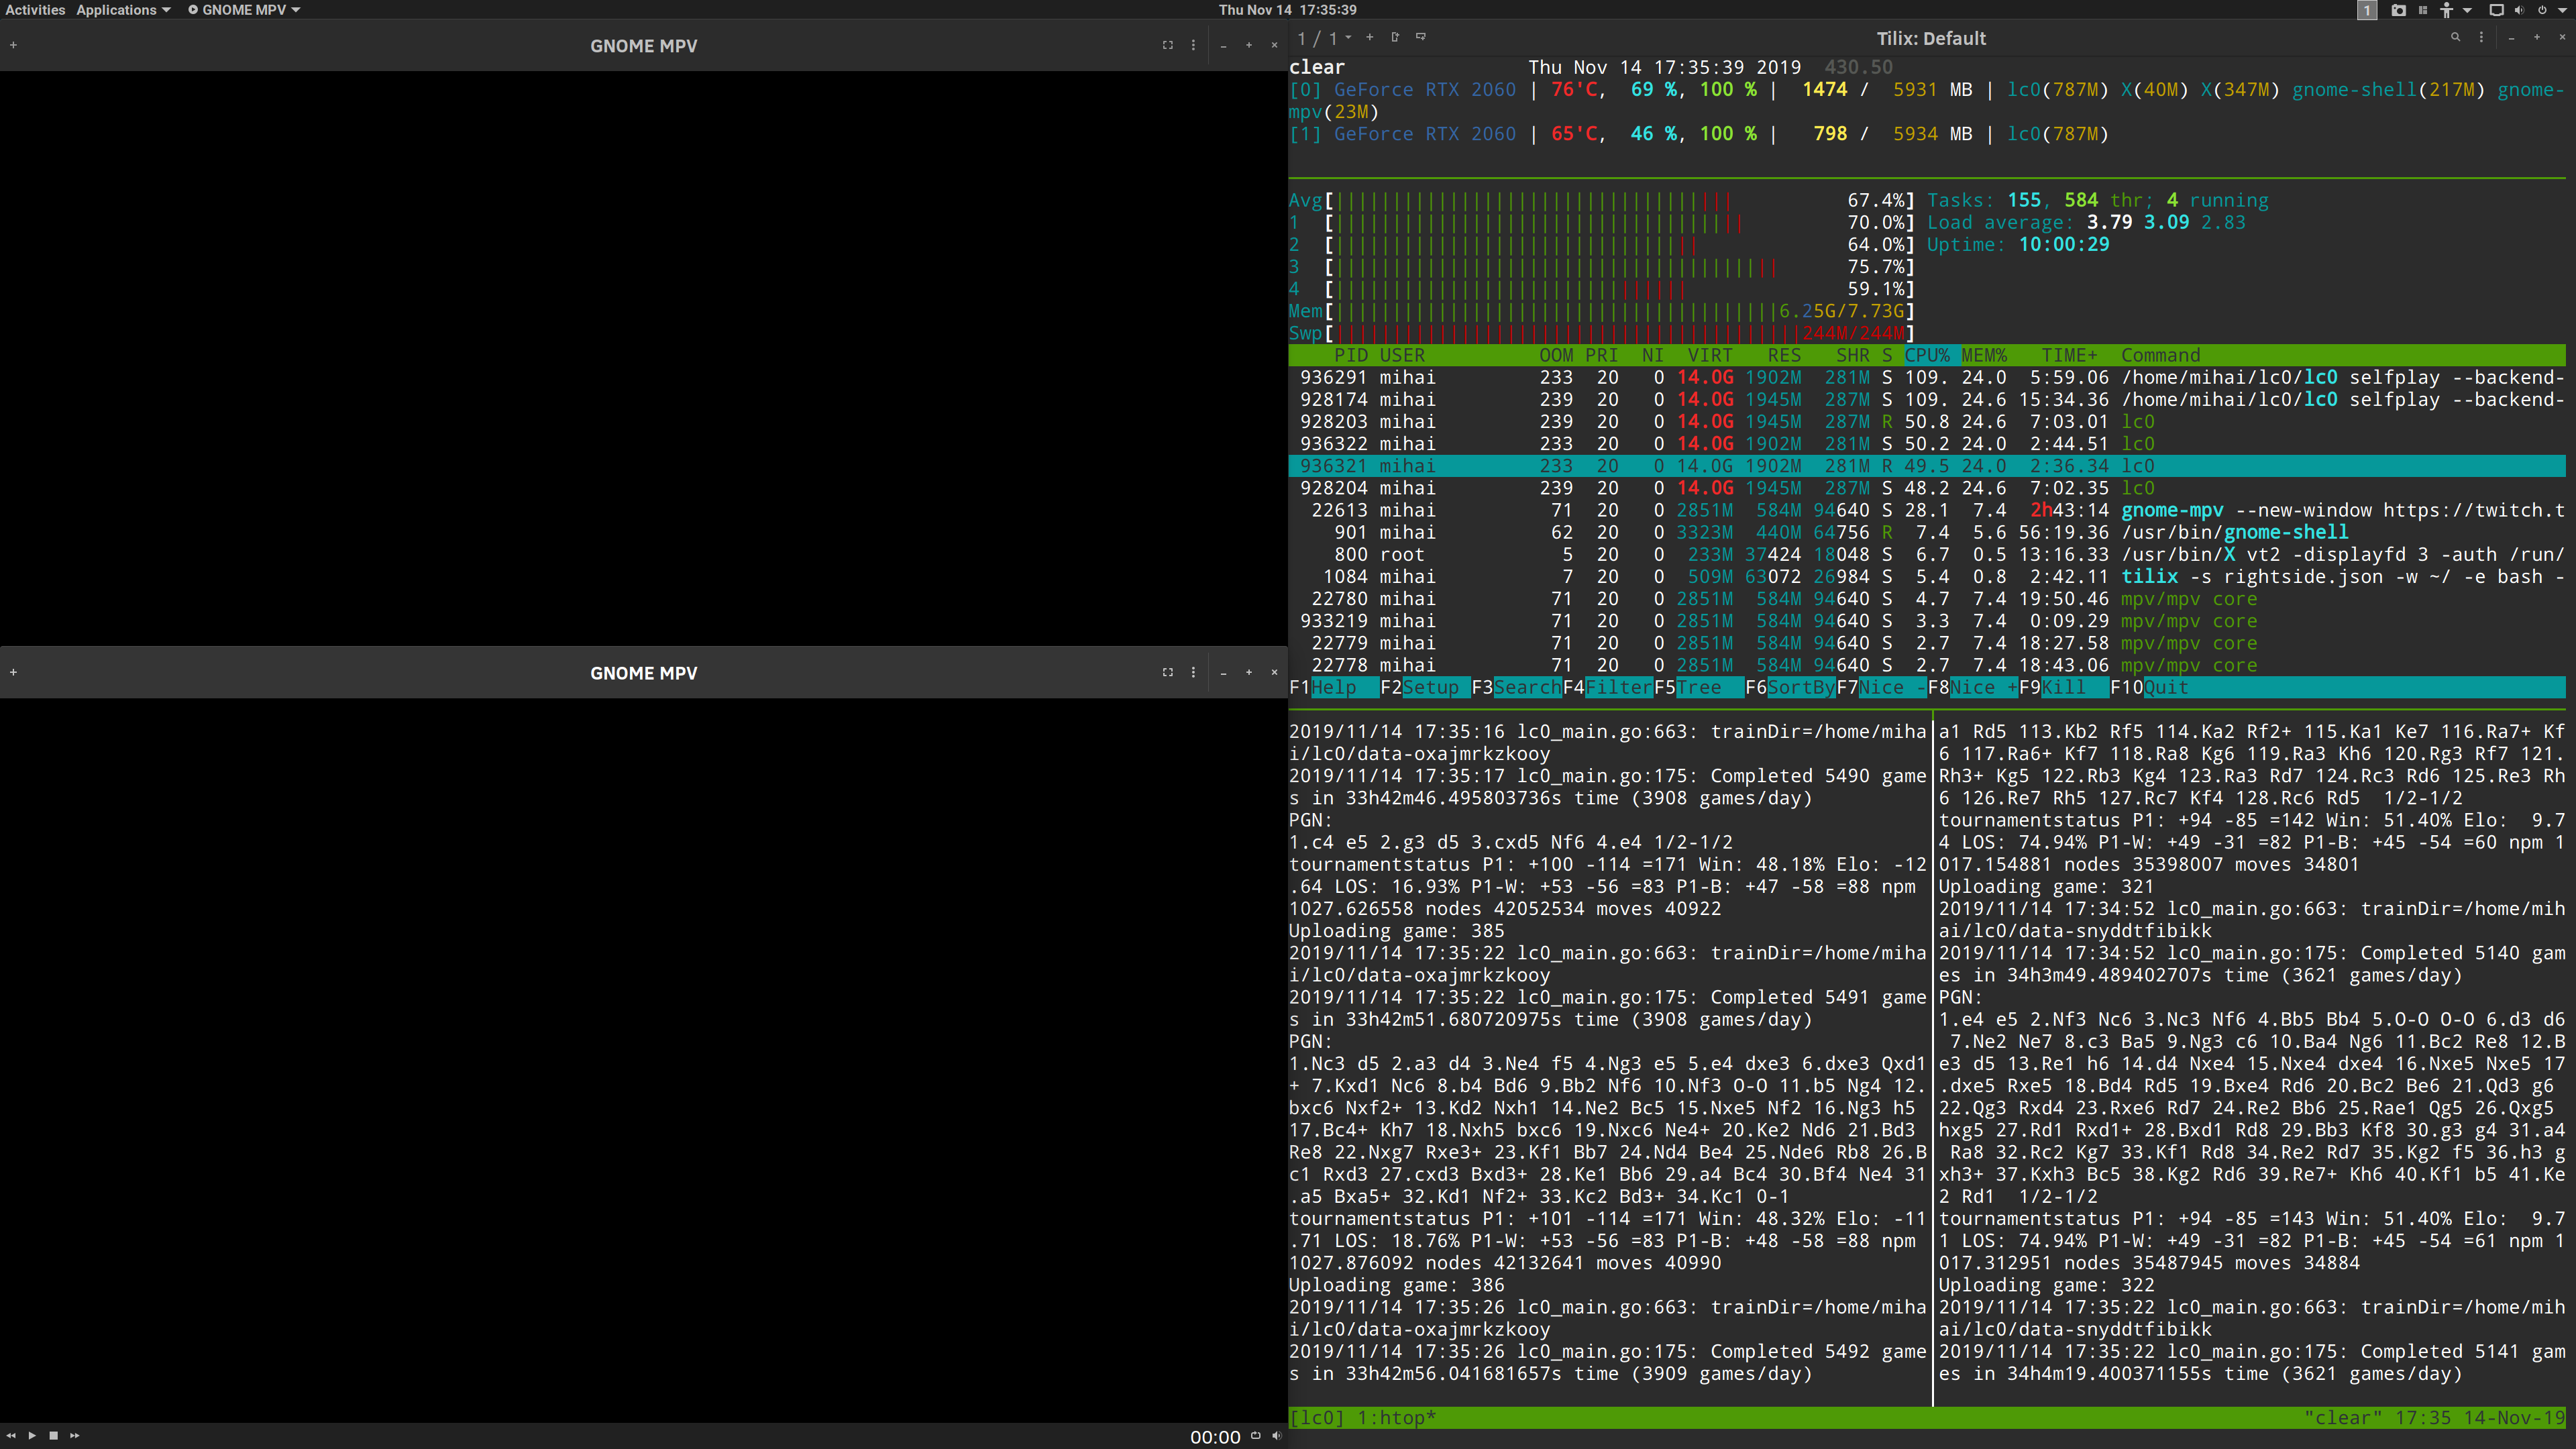 Activities Applications GNOME MPV Thu Nov 14 17:35:39 1
GNOME MPV
1 / 1 Tilix: Default
clear Thu Nov 14 17:35:39 2019 430.50
[0] GeForce RTX 2060 | 76'C, 69 %, 100 % | 1474 / 5931 MB | lc0(787M) X(40M) X(347M) gnome-shell(217M) gnome-
mpv(23M)
[1] GeForce RTX 2060 | 65'C, 46 %, 100 % | 798 / 5934 MB | lc0(787M)
Avg[ 67.4%] Tasks: 155, 584 thr; 4 running
1 [ 70.0%] Load average: 3.79 3.09 2.83
2 [ 64.0%] Uptime: 10:00:29
3 [ 75.7%]
4 [ 59.1%]
Mem[ 6.25G/7.73G]
Swp[ 244M/244M]
PID USER OOM PRI NI VIRT RES SHR S CPU% MEM% TIME+ Command
936291 mihai 233 20 0 14.0G 1902M 281M S 109. 24.0 5:59.06 /home/mihai/lc0/lc0 selfplay --backend-
928174 mihai 239 20 0 14.0G 1945M 287M S 109. 24.6 15:34.36 /home/mihai/lc0/lc0 selfplay --backend-
928203 mihai 239 20 0 14.0G 1945M 287M R 50.8 24.6 7:03.01 lc0
936322 mihai 233 20 0 14.0G 1902M 281M S 50.2 24.0 2:44.51 lc0
936321 mihai 233 20 0 14.0G 1902M 281M R 49.5 24.0 2:36.34 lc0
928204 mihai 239 20 0 14.0G 1945M 287M S 48.2 24.6 7:02.35 lc0
22613 mihai 71 20 0 2851M 584M 94640 S 28.1 7.4 2h43:14 gnome-mpv --new-window https://twitch.t
901 mihai 62 20 0 3323M 440M 64756 R 7.4 5.6 56:19.36 /usr/bin/gnome-shell
800 root 5 20 0 233M 37424 18048 S 6.7 0.5 13:16.33 /usr/bin/X vt2 -displayfd 3 -auth /run/
1084 mihai 7 20 0 509M 63072 26984 S 5.4 0.8 2:42.11 tilix -s rightside.json -w ~/ -e bash -
22780 mihai 71 20 0 2851M 584M 94640 S 4.7 7.4 19:50.46 mpv/mpv core
933219 mihai 71 20 0 2851M 584M 94640 S 3.3 7.4 0:09.29 mpv/mpv core
22779 mihai 71 20 0 2851M 584M 94640 S 2.7 7.4 18:27.58 mpv/mpv core
22778 mihai 71 20 0 2851M 584M 94640 S 2.7 7.4 18:43.06 mpv/mpv core
F1Help F2Setup F3SearchF4FilterF5Tree F6SortByF7Nice -F8Nice +F9Kill F10Quit
GNOME MPV
2019/11/14 17:35:16 lc0_main.go:663: trainDir=/home/miha
i/lc0/data-oxajmrkzkooy
2019/11/14 17:35:17 lc0_main.go:175: Completed 5490 game
s in 33h42m46.495803736s time (3908 games/day)
PGN:
1.c4 e5 2.g3 d5 3.cxd5 Nf6 4.e4 1/2-1/2
tournamentstatus P1: +100 -114 =171 Win: 48.18% Elo: -12
.64 LOS: 16.93% P1-W: +53 -56 =83 P1-B: +47 -58 =88 npm
1027.626558 nodes 42052534 moves 40922
Uploading game: 385
2019/11/14 17:35:22 lc0_main.go:663: trainDir=/home/miha
i/lc0/data-oxajmrkzkooy
2019/11/14 17:35:22 lc0_main.go:175: Completed 5491 game
s in 33h42m51.680720975s time (3908 games/day)
PGN:
1.Nc3 d5 2.a3 d4 3.Ne4 f5 4.Ng3 e5 5.e4 dxe3 6.dxe3 Qxd1
+ 7.Kxd1 Nc6 8.b4 Bd6 9.Bb2 Nf6 10.Nf3 O-O 11.b5 Ng4 12.
bxc6 Nxf2+ 13.Kd2 Nxh1 14.Ne2 Bc5 15.Nxe5 Nf2 16.Ng3 h5
17.Bc4+ Kh7 18.Nxh5 bxc6 19.Nxc6 Ne4+ 20.Ke2 Nd6 21.Bd3
Re8 22.Nxg7 Rxe3+ 23.Kf1 Bb7 24.Nd4 Be4 25.Nde6 Rb8 26.B
c1 Rxd3 27.cxd3 Bxd3+ 28.Ke1 Bb6 29.a4 Bc4 30.Bf4 Ne4 31
.a5 Bxa5+ 32.Kd1 Nf2+ 33.Kc2 Bd3+ 34.Kc1 0-1
tournamentstatus P1: +101 -114 =171 Win: 48.32% Elo: -11
.71 LOS: 18.76% P1-W: +53 -56 =83 P1-B: +48 -58 =88 npm
1027.876092 nodes 42132641 moves 40990
Uploading game: 386
2019/11/14 17:35:26 lc0_main.go:663: trainDir=/home/miha
i/lc0/data-oxajmrkzkooy
2019/11/14 17:35:26 lc0_main.go:175: Completed 5492 game
s in 33h42m56.041681657s time (3909 games/day)
a1 Rd5 113.Kb2 Rf5 114.Ka2 Rf2+ 115.Ka1 Ke7 116.Ra7+ Kf
6 117.Ra6+ Kf7 118.Ra8 Kg6 119.Ra3 Kh6 120.Rg3 Rf7 121.
Rh3+ Kg5 122.Rb3 Kg4 123.Ra3 Rd7 124.Rc3 Rd6 125.Re3 Rh
6 126.Re7 Rh5 127.Rc7 Kf4 128.Rc6 Rd5 1/2-1/2
tournamentstatus P1: +94 -85 =142 Win: 51.40% Elo: 9.7
4 LOS: 74.94% P1-W: +49 -31 =82 P1-B: +45 -54 =60 npm 1
017.154881 nodes 35398007 moves 34801
Uploading game: 321
2019/11/14 17:34:52 lc0_main.go:663: trainDir=/home/mih
ai/lc0/data-snyddtfibikk
2019/11/14 17:34:52 lc0_main.go:175: Completed 5140 gam
es in 34h3m49.489402707s time (3621 games/day)
PGN:
1.e4 e5 2.Nf3 Nc6 3.Nc3 Nf6 4.Bb5 Bb4 5.O-O O-O 6.d3 d6
7.Ne2 Ne7 8.c3 Ba5 9.Ng3 c6 10.Ba4 Ng6 11.Bc2 Re8 12.B
e3 d5 13.Re1 h6 14.d4 Nxe4 15.Nxe4 dxe4 16.Nxe5 Nxe5 17
.dxe5 Rxe5 18.Bd4 Rd5 19.Bxe4 Rd6 20.Bc2 Be6 21.Qd3 g6
22.Qg3 Rxd4 23.Rxe6 Rd7 24.Re2 Bb6 25.Rae1 Qg5 26.Qxg5
hxg5 27.Rd1 Rxd1+ 28.Bxd1 Rd8 29.Bb3 Kf8 30.g3 g4 31.a4
Ra8 32.Rc2 Kg7 33.Kf1 Rd8 34.Re2 Rd7 35.Kg2 f5 36.h3 g
xh3+ 37.Kxh3 Bc5 38.Kg2 Rd6 39.Re7+ Kh6 40.Kf1 b5 41.Ke
2 Rd1 1/2-1/2
tournamentstatus P1: +94 -85 =143 Win: 51.40% Elo: 9.7
1 LOS: 74.94% P1-W: +49 -31 =82 P1-B: +45 -54 =61 npm 1
017.312951 nodes 35487945 moves 34884
Uploading game: 322
2019/11/14 17:35:22 lc0_main.go:663: trainDir=/home/mih
ai/lc0/data-snyddtfibikk
2019/11/14 17:35:22 lc0_main.go:175: Completed 5141 gam
es in 34h4m19.400371155s time (3621 games/day)
[lc0] 1:htop* "clear" 17:35 14-Nov-19
00:00